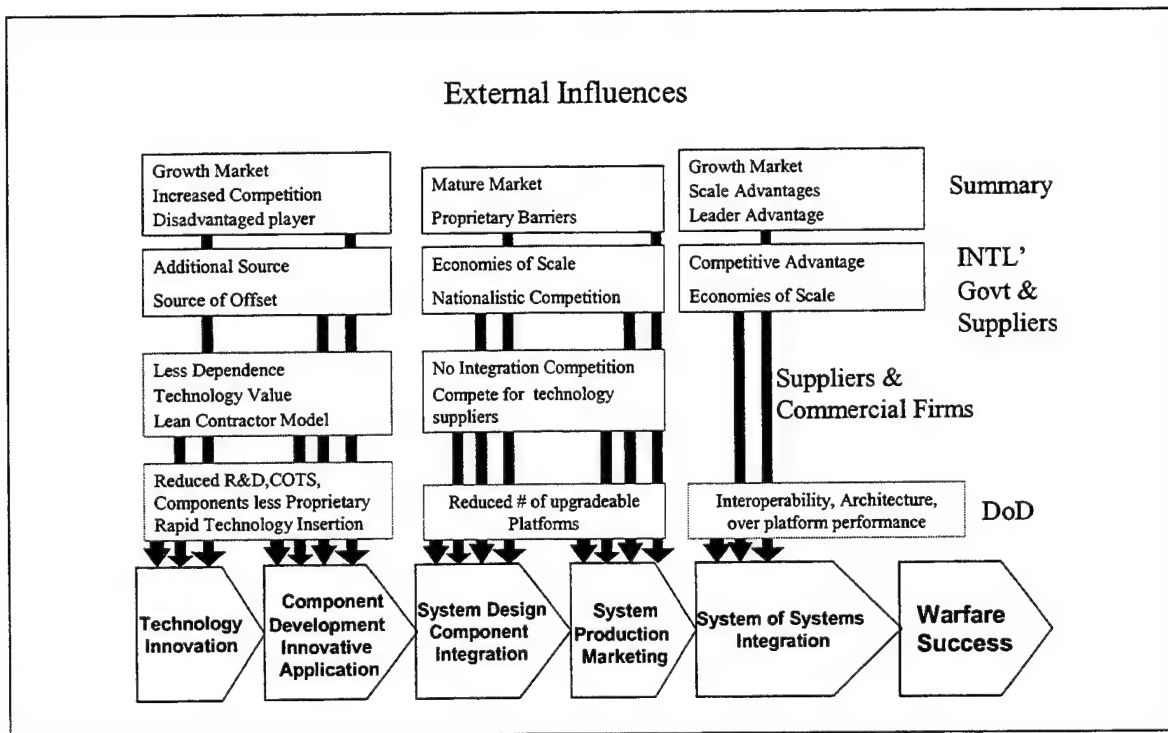 External Influences
Growth Market
Increased Competition
Disadvantaged player
Mature Market
Proprietary Barriers
Growth Market
Scale Advantages
Leader Advantage
Summary
Additional Source
Source of Offset
Economies of Scale
Nationalistic Competition
Competitive Advantage
Economies of Scale
INTL'
Govt &
Suppliers
Less Dependence
Technology Value
Lean Contractor Model
No Integration Competition
Compete for technology
suppliers
Suppliers &
Commercial Firms
Reduced R&D,COTS,
Components less Proprietary
Rapid Technology Insertion
Reduced # of upgradeable
Platforms
Interoperability, Architecture,
over platform performance
DoD
Technology
Innovation
Component
Development
Innovative
Application
System Design
Component
Integration
System
Production
Marketing
System of Systems
Integration
Warfare
Success